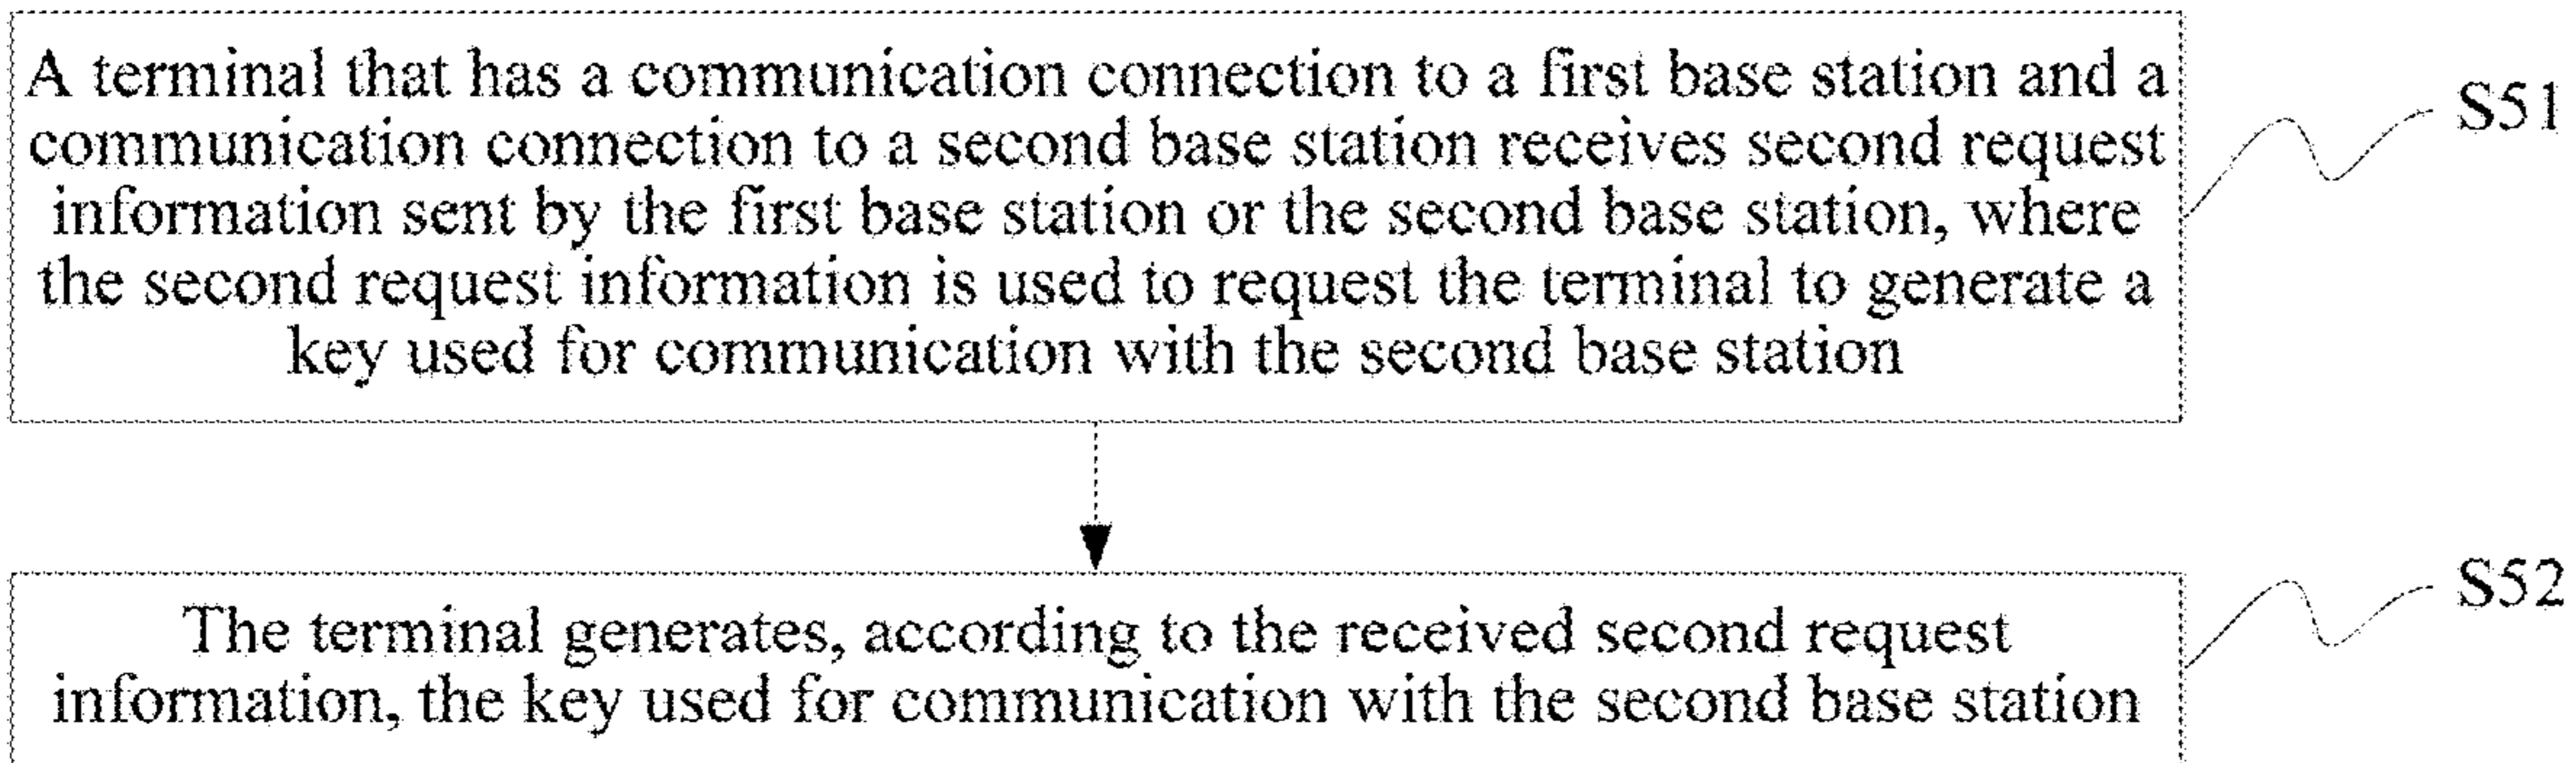 A terminal that has a communication connection to a first base station and a
communication connection to a second base station receives second request
information sent by the first base station or the second base station, where
the second request information is used to request the terminal to generate a
key used for communication with the second base station
S51
The terminal generates, according to the received second request
information, the key used for communication with the second base station
S52